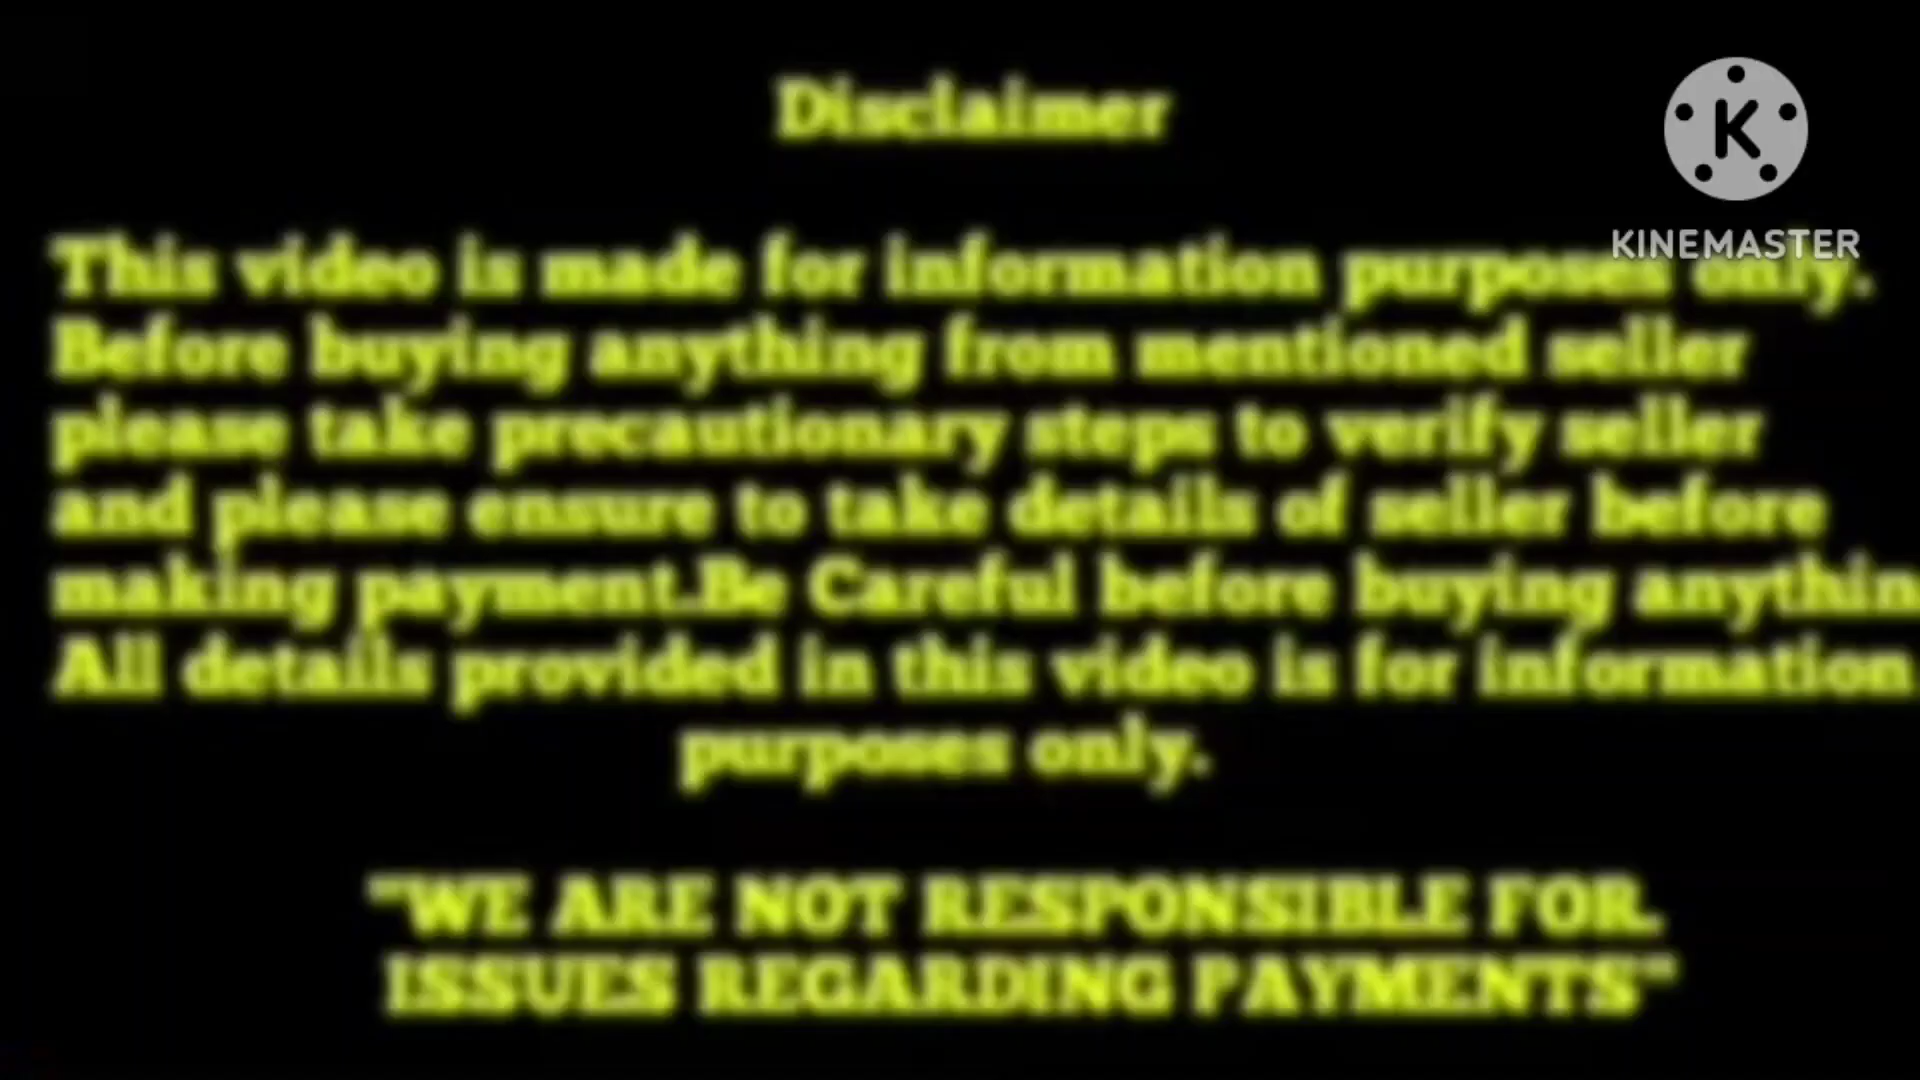 Disclaimer
K
KINEMASTER
This video is made for information purposes only.
Before buying anything from mentioned seller
please take precautionary steps to verify seller
and please ensure to take details of seller before
making payment.Be Careful before buying anythin
All details provided in this video is for information
purposes only.
"WE ARE NOT RESPONSIBLE FOR.
ISSUES REGARDING PAYMENTS"